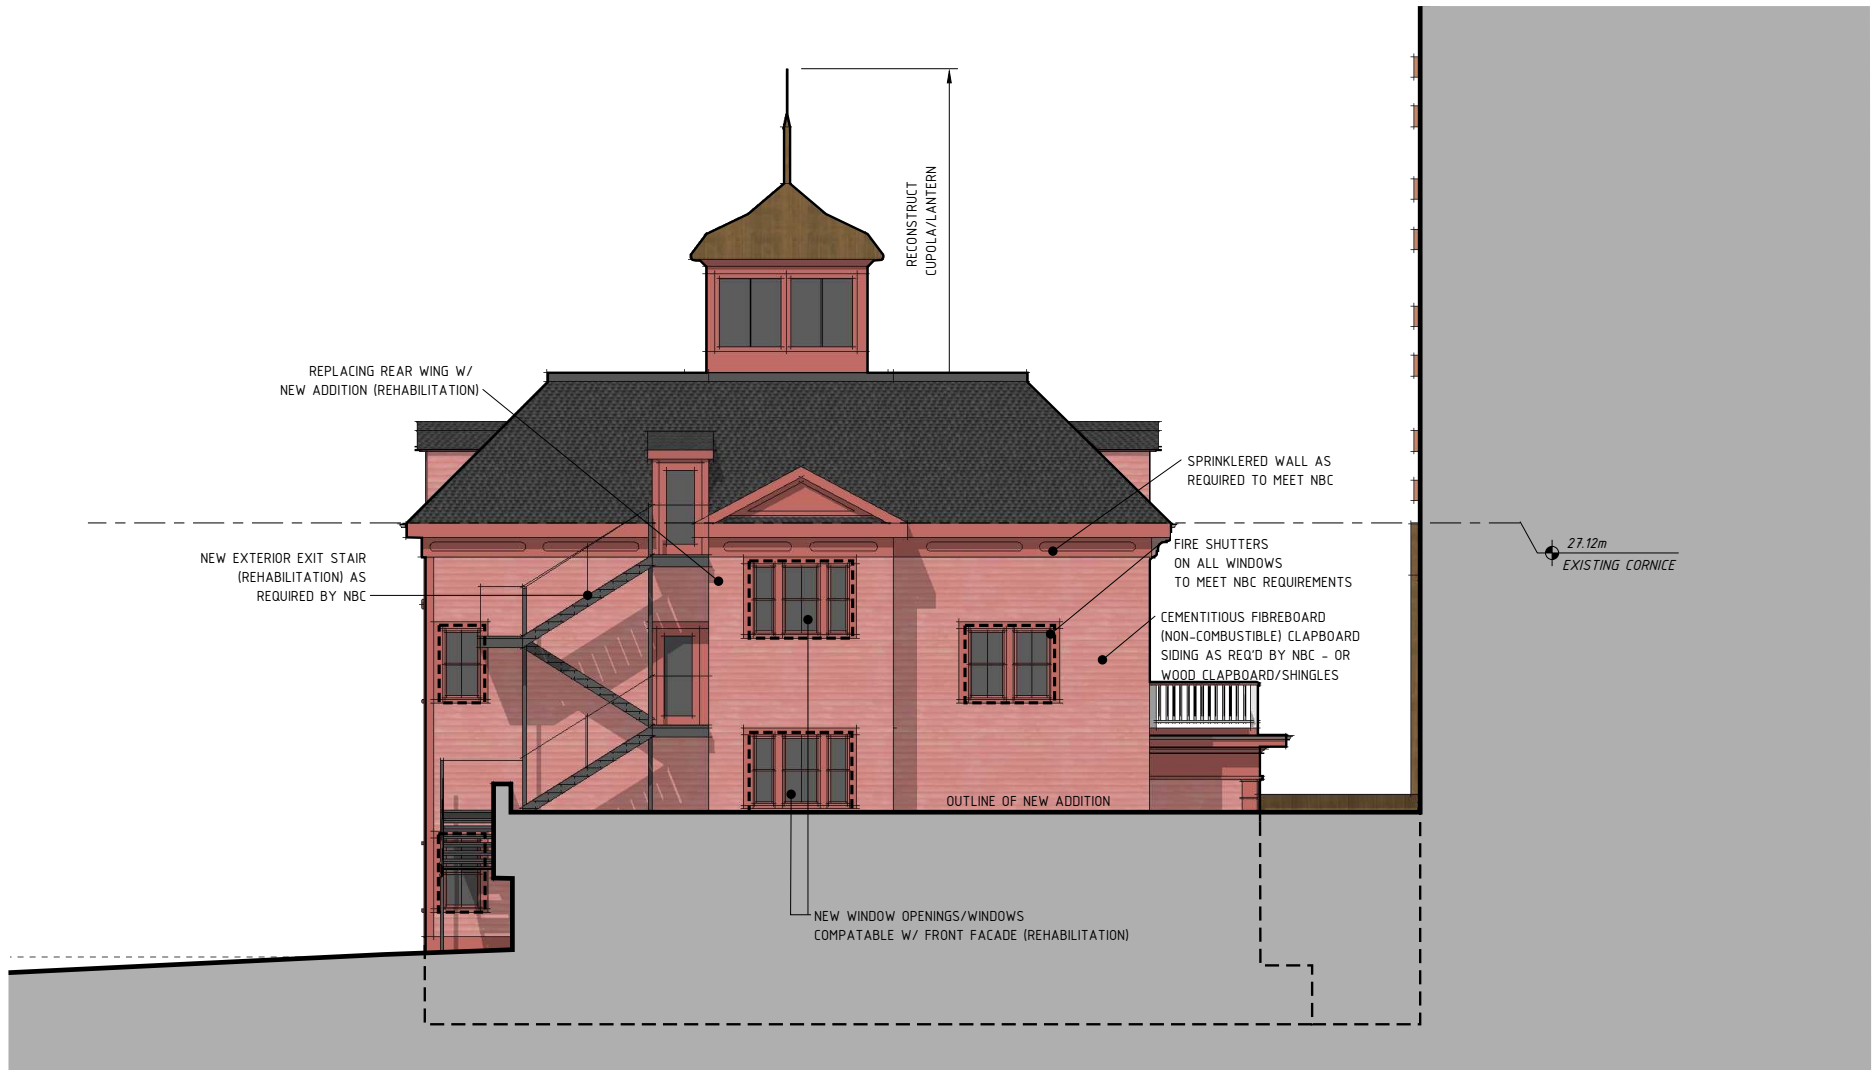 RECONSTRUCT
CUPOLA/LANTERN
REPLACING REAR WING W/
NEW ADDITION (REHABILITATION)
SPRINKLERED WALL AS
REQUIRED TO MEET NBC
NEW EXTERIOR EXIT STAIR
(REHABILITATION) AS
REQUIRED BY NBC
FIRE SHUTTERS
ON ALL WINDOWS
TO MEET NBC REQUIREMENTS
27.12m
EXISTING CORNICE
CEMENTITIOUS FIBREBOARD
(NON-COMBUSTIBLE) CLAPBOARD
SIDING AS REQ'D BY NBC - OR
WOOD CLAPBOARD/SHINGLES
OUTLINE OF NEW ADDITION
NEW WINDOW OPENINGS/WINDOWS
COMPATABLE W/ FRONT FACADE (REHABILITATION)